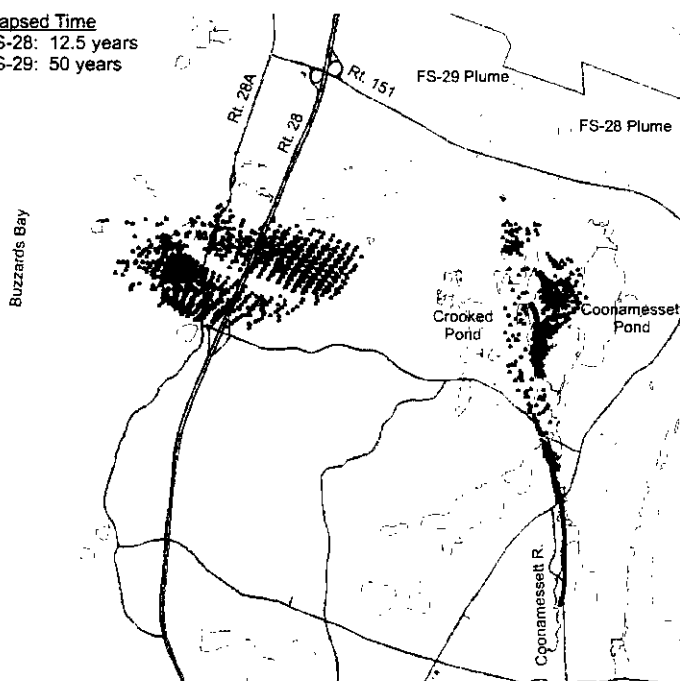 apsed Time
S-28: 12.5 years
S-29: 50 years
Rt. 28A
Rt. 28
Rt. 151
FS-29 Plume
FS-28 Plume
Buzzards Bay
Crooked
Pond
Coonamessett
Pond
Coonamessett R.